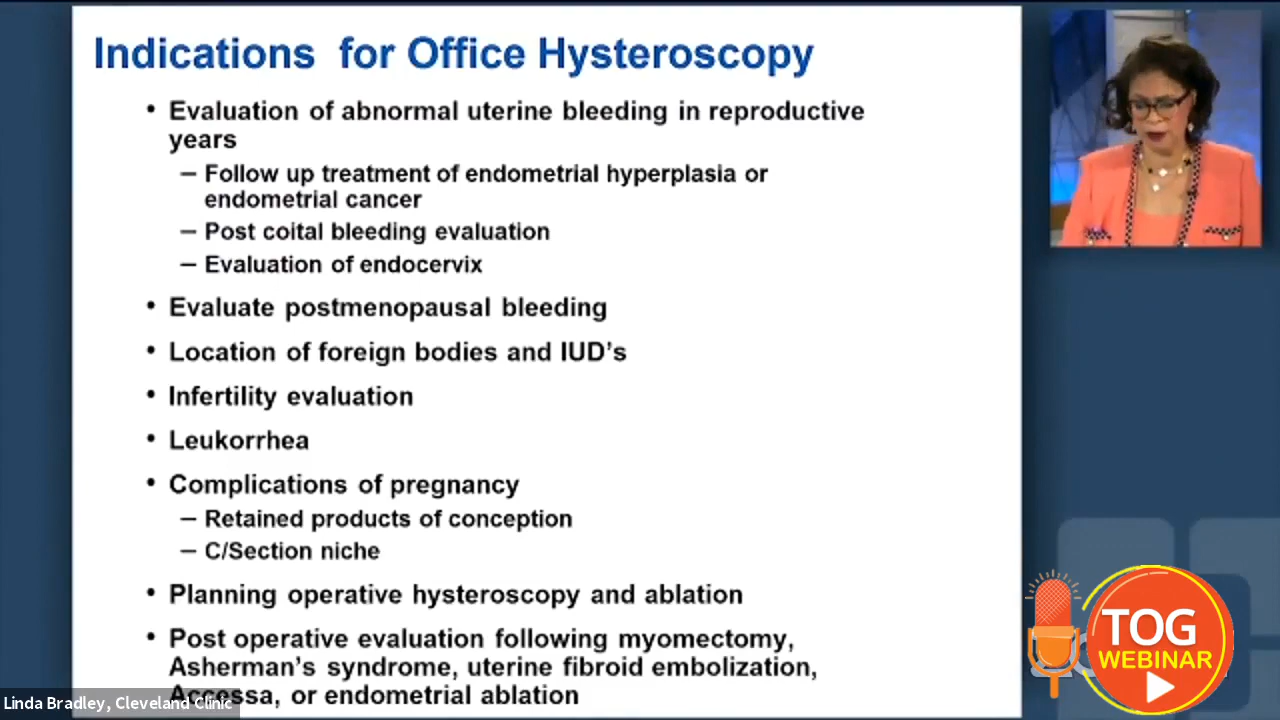 Indications for Office Hysteroscopy
• Evaluation of abnormal uterine bleeding in reproductive
years
– Follow up treatment of endometrial hyperplasia or
endometrial cancer
– Post coital bleeding evaluation
– Evaluation of endocervix
• Evaluate postmenopausal bleeding
• Location of foreign bodies and IUD's
• Infertility evaluation
• Leukorrhea
• Complications of pregnancy
– Retained products of conception
– C/Section niche
• Planning operative hysteroscopy and ablation
• Post operative evaluation following myomectomy,
Asherman's syndrome, uterine fibroid embolization,
Accessa, or endometrial ablation
Linda Bradley, Cleveland Clinic
TOG
WEBINAR